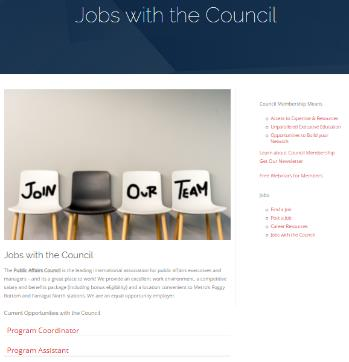 Jobs with the Council
JOIN OUR TEAM
Council Membership Means
Access to Expertise & Resources
Unparalleled Executive Education
Opportunities to Build your
Network
Learn about Council Membership
Get Our Newsletter
Free Webinars for Members
Jobs
Find a Job
Post a Job
Career Resources
Jobs with the Council
Jobs with the Council
The Public Affairs Council is the leading international association for public affairs executives and
managers - and its a great place to work! We provide an excellent work environment, a competitive
salary and benefits package (including bonus eligibility) and a location convenient to Metro's Foggy
Bottom and Farragut North stations. We are an equal opportunity employer.
Current Opportunities with the Council
Program Coordinator
Program Assistant